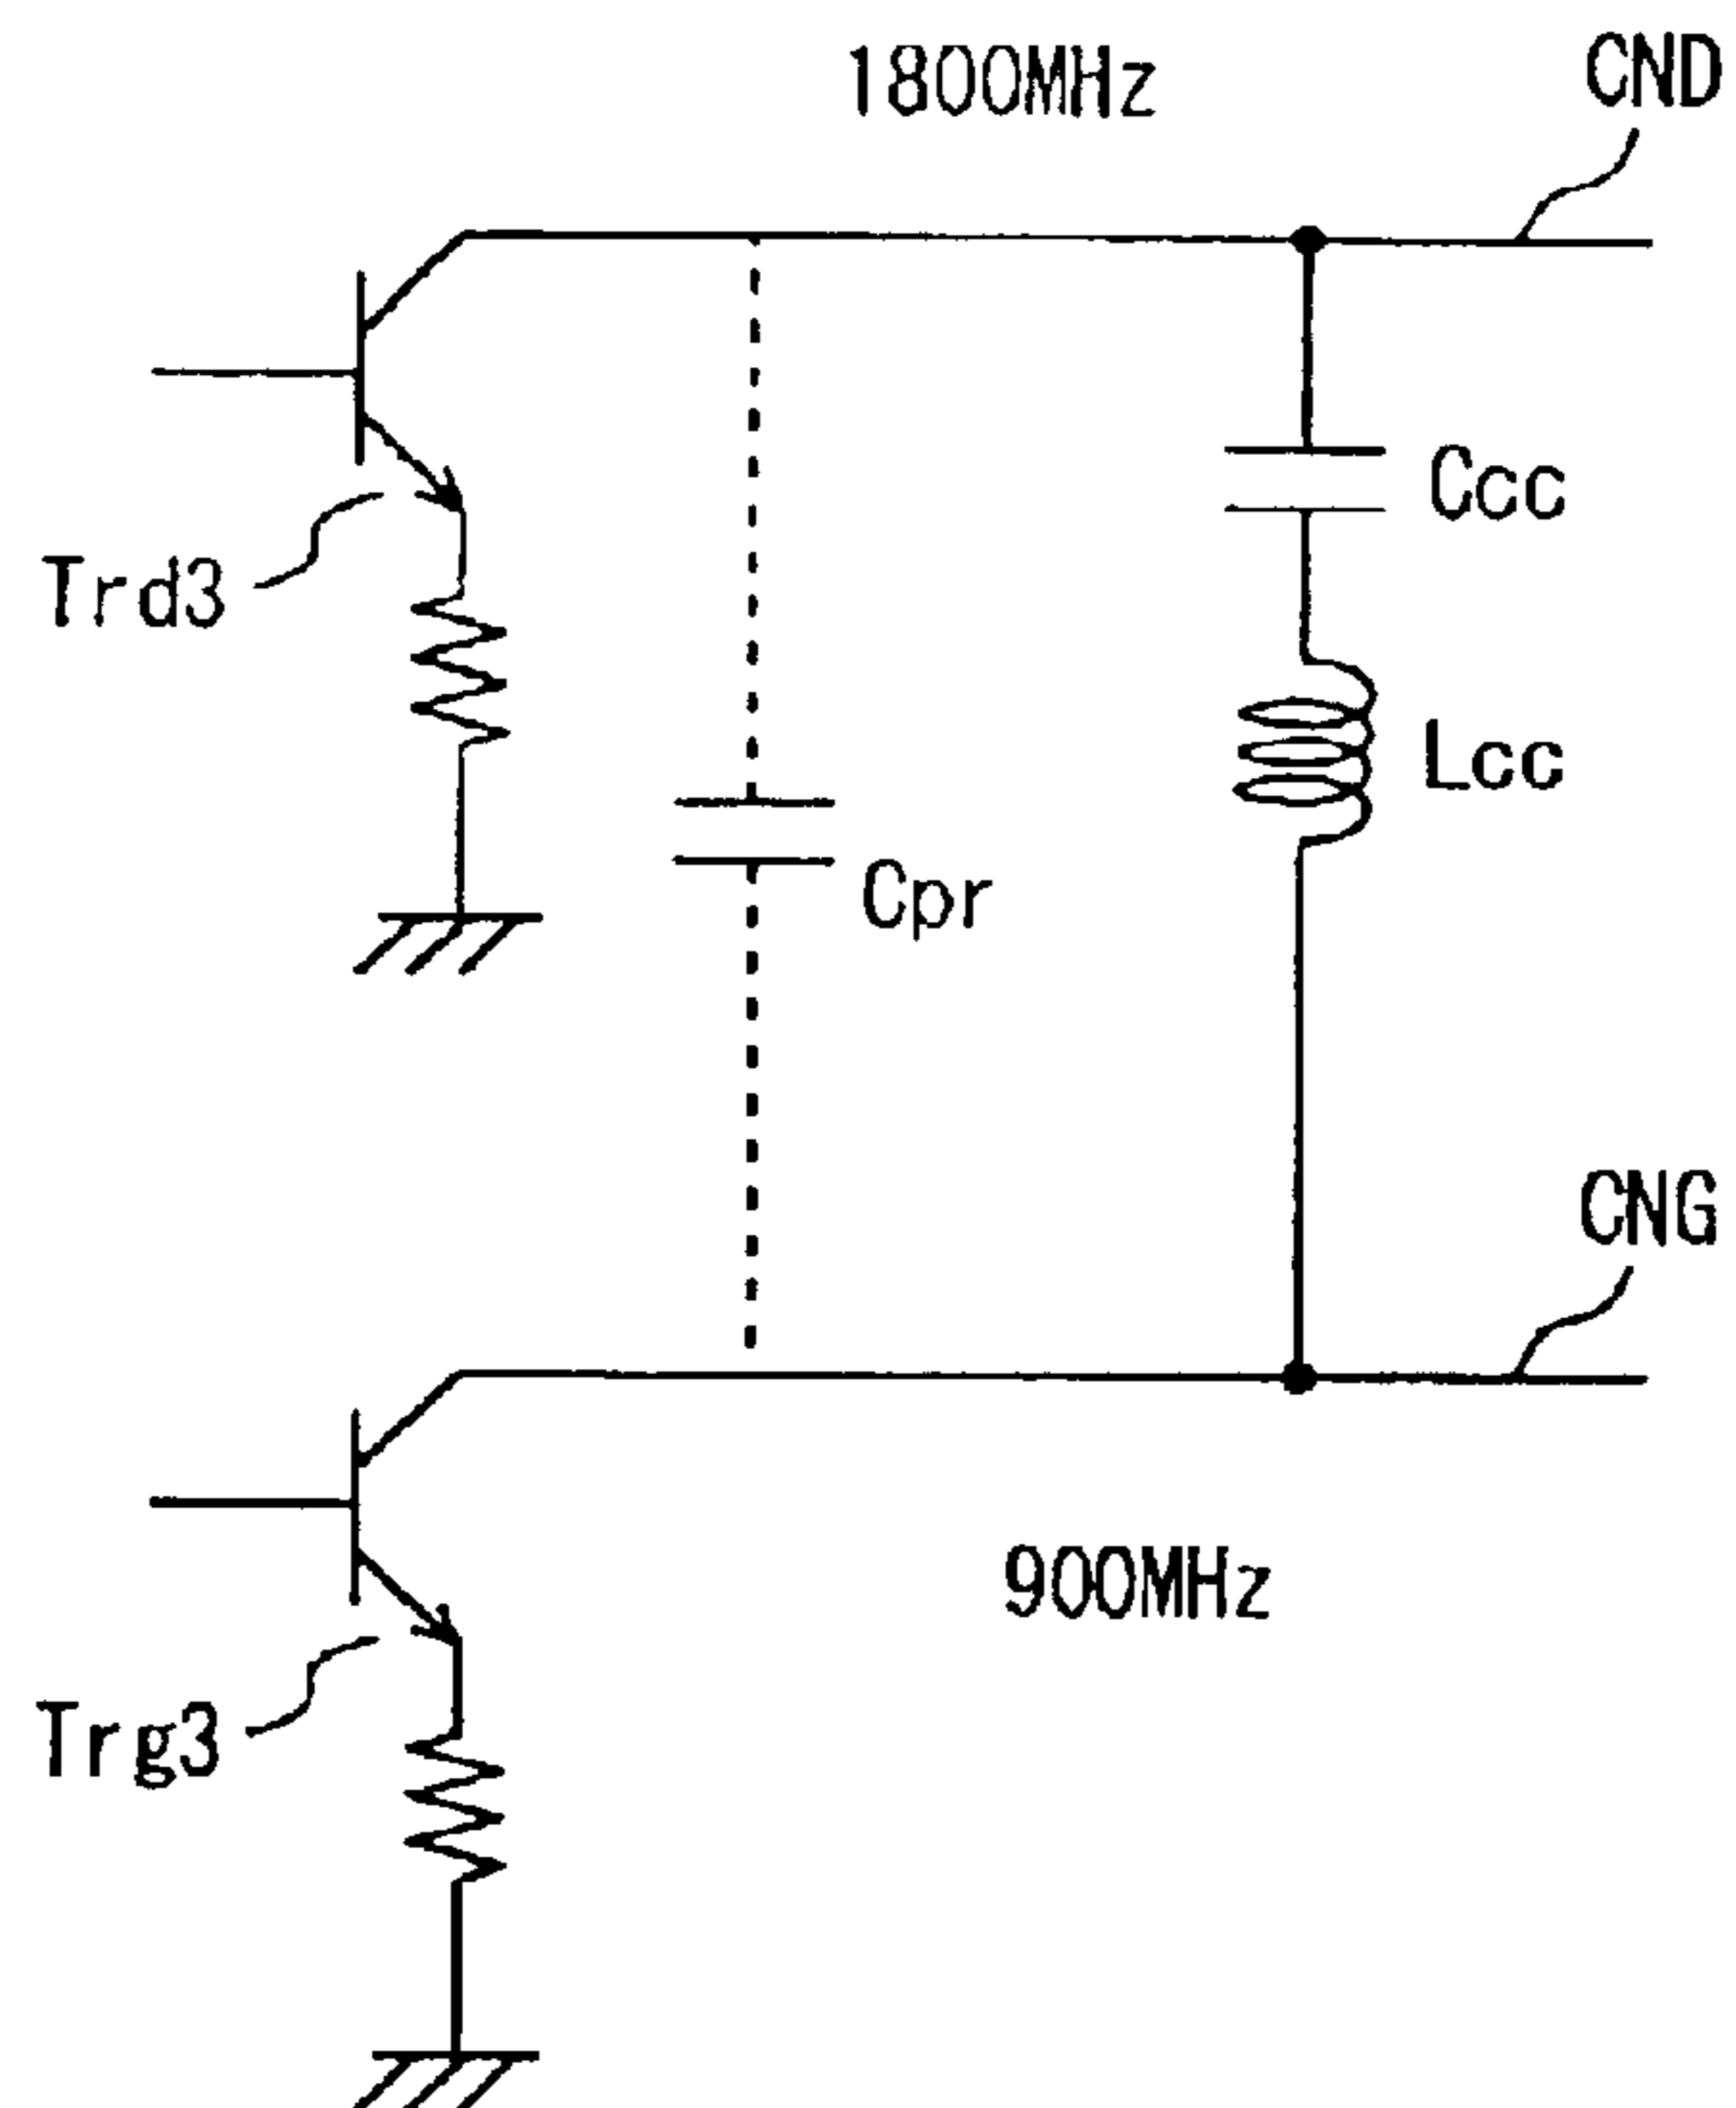 1800MHz
CND
Ccc
Trd3
Lcc
Cpr
CNG
900MHz
Trg3